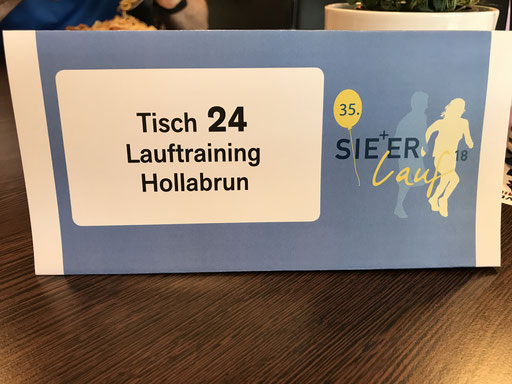 Tisch 24
Lauftraining
Hollabrun
35.
SIE+ER
Lauf 18